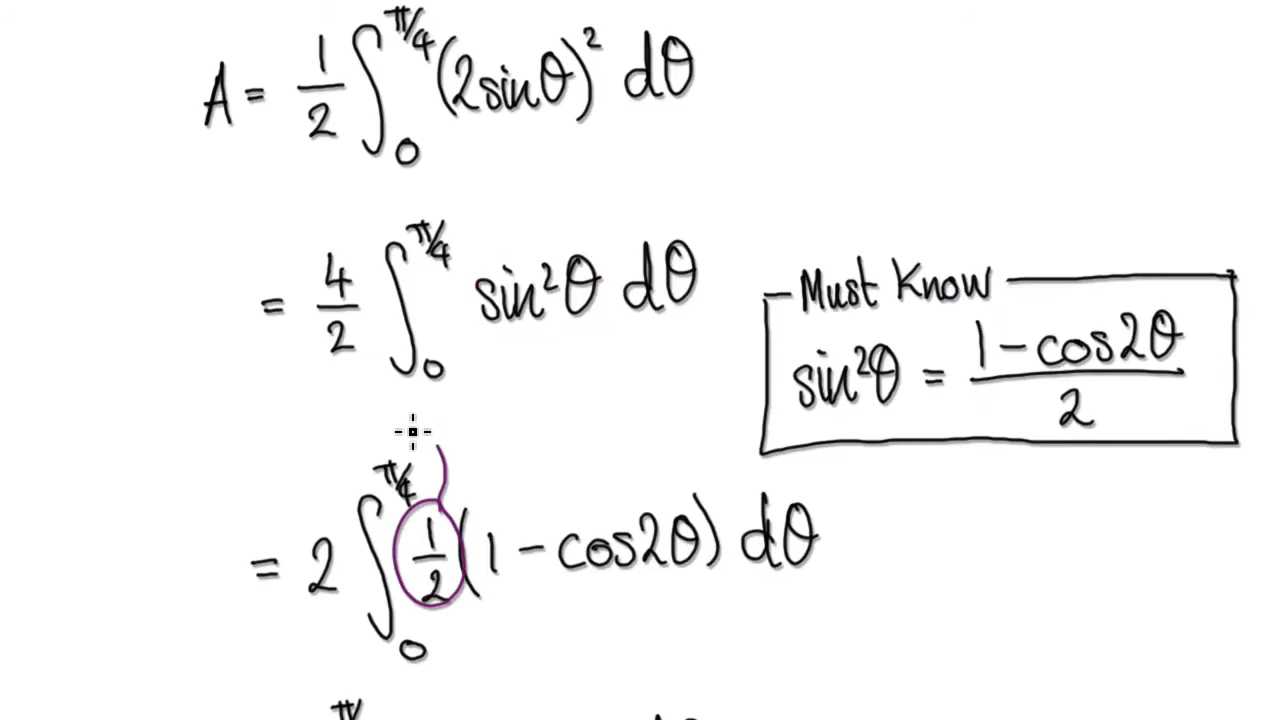 A = 1/2 ∫₀^π/4 (2sinθ)² dθ
= 4/2 ∫₀^π/4 sin²θ dθ
Must Know
sin²θ = 1 - cos2θ / 2
= 2 ∫₀^π/4 1/2 (1 - cos2θ) dθ